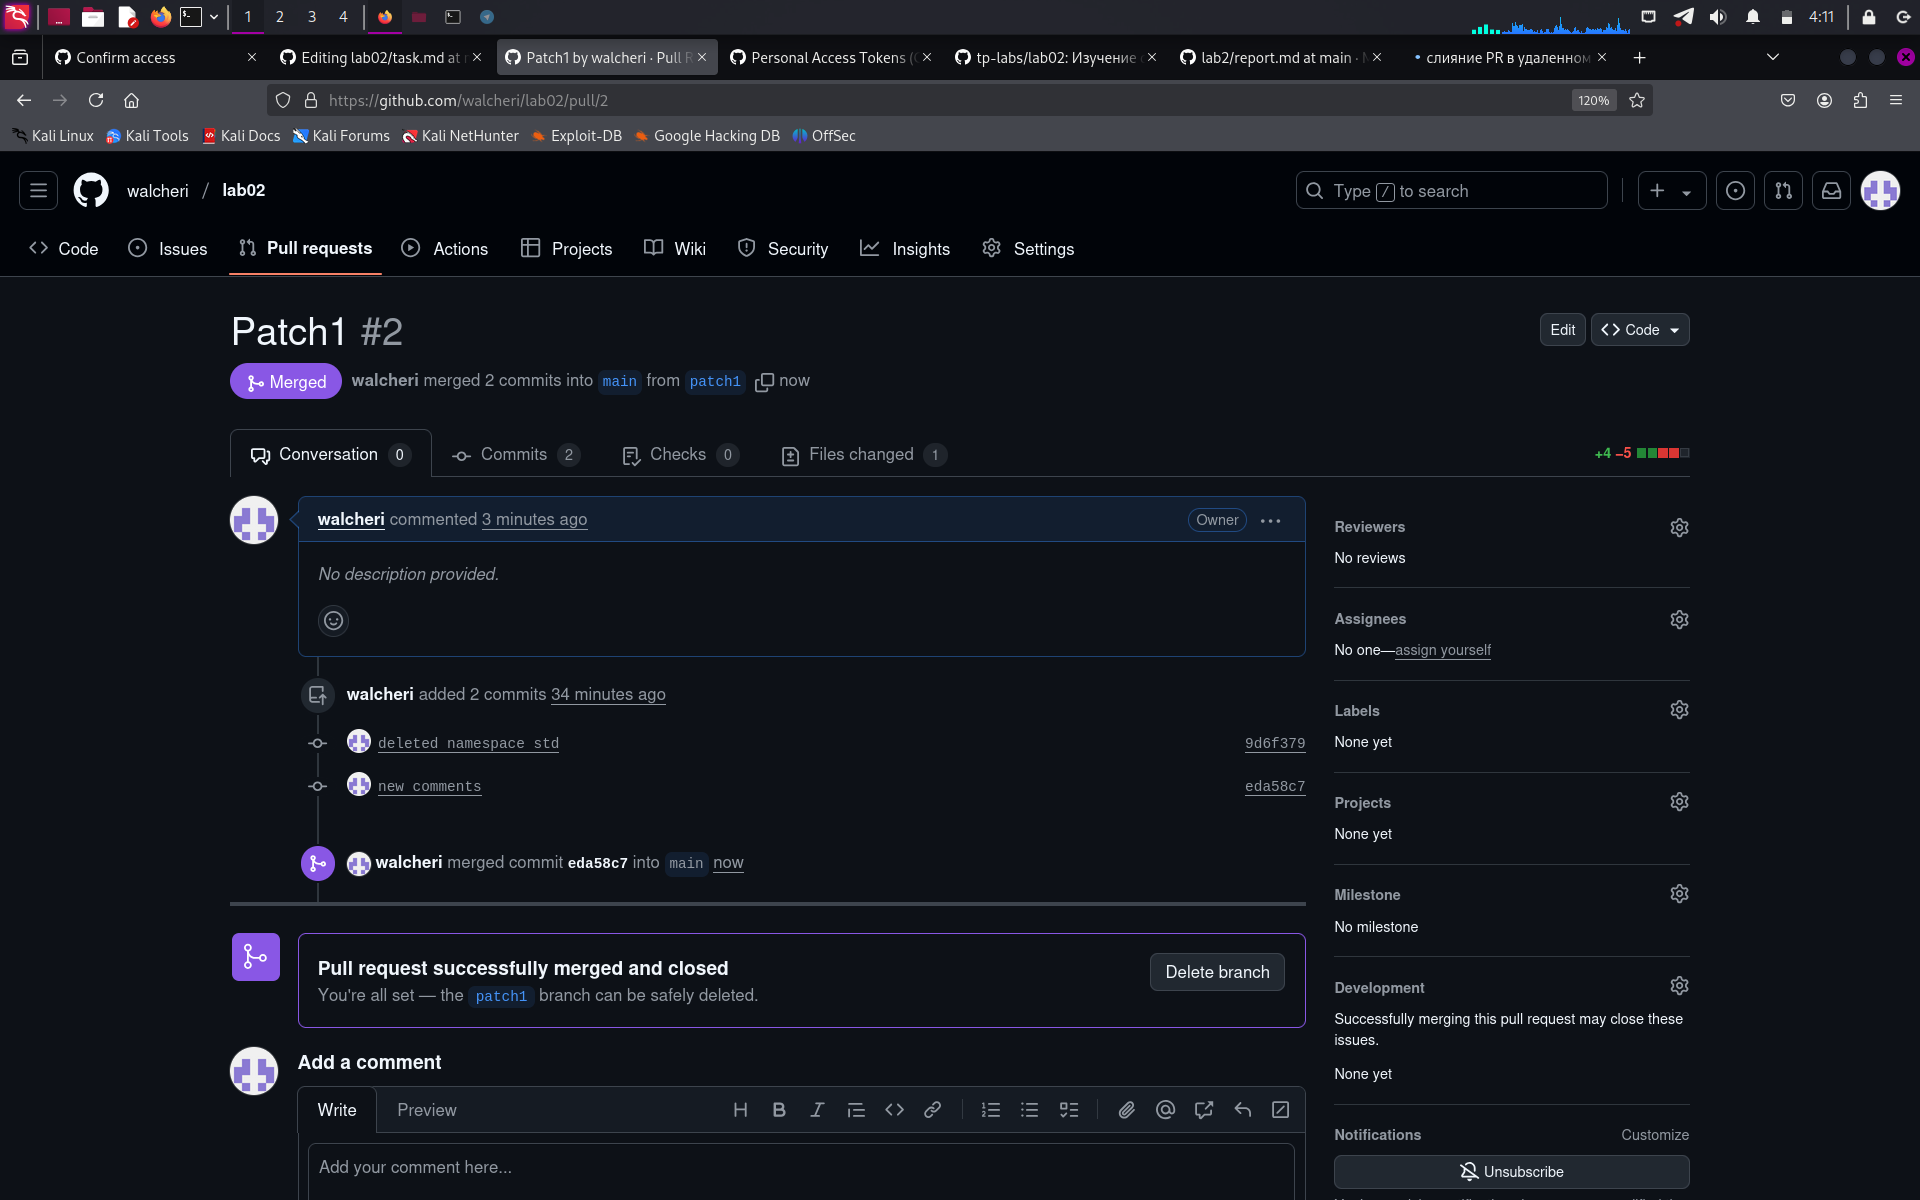 1 2 3 4 4:11
Confirm access Editing lab02/task.md at Patch1 by walcheri · Pull R Personal Access Tokens ( tp-labs/lab02: Изучение lab2/report.md at main · слияние PR в удаленном
https://github.com/walcheri/lab02/pull/2 120%
Kali Linux Kali Tools Kali Docs Kali Forums Kali NetHunter Exploit-DB Google Hacking DB OffSec
walcheri / lab02 Type / to search
Code Issues Pull requests Actions Projects Wiki Security Insights Settings
Patch1 #2 Edit Code
Merged walcheri merged 2 commits into main from patch1 now
Conversation 0 Commits 2 Checks 0 Files changed 1 +4 −5
walcheri commented 3 minutes ago Owner
No description provided.
walcheri added 2 commits 34 minutes ago
deleted namespace std 9d6f379
new comments eda58c7
walcheri merged commit eda58c7 into main now
Pull request successfully merged and closed
You're all set — the patch1 branch can be safely deleted.
Delete branch
Add a comment
Write Preview
Add your comment here...
Reviewers
No reviews
Assignees
No one—assign yourself
Labels
None yet
Projects
None yet
Milestone
No milestone
Development
Successfully merging this pull request may close these
issues.
None yet
Notifications Customize
Unsubscribe